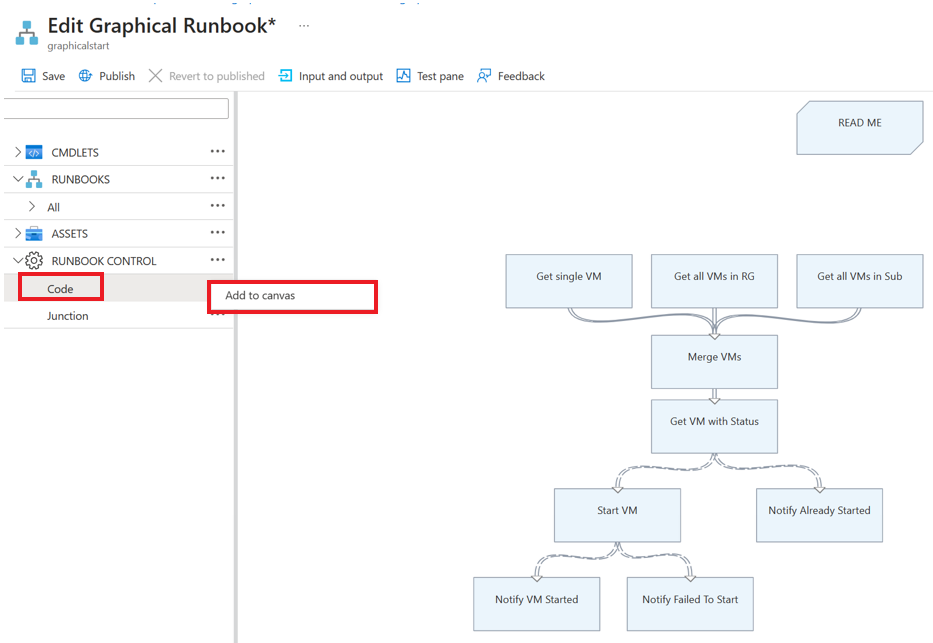 Edit Graphical Runbook*
graphicalstart
Save
Publish
Revert to published
Input and output
Test pane
Feedback
CMDLETS
RUNBOOKS
All
ASSETS
RUNBOOK CONTROL
Code
Add to canvas
Junction
READ ME
Get single VM
Get all VMs in RG
Get all VMs in Sub
Merge VMs
Get VM with Status
Start VM
Notify Already Started
Notify VM Started
Notify Failed To Start